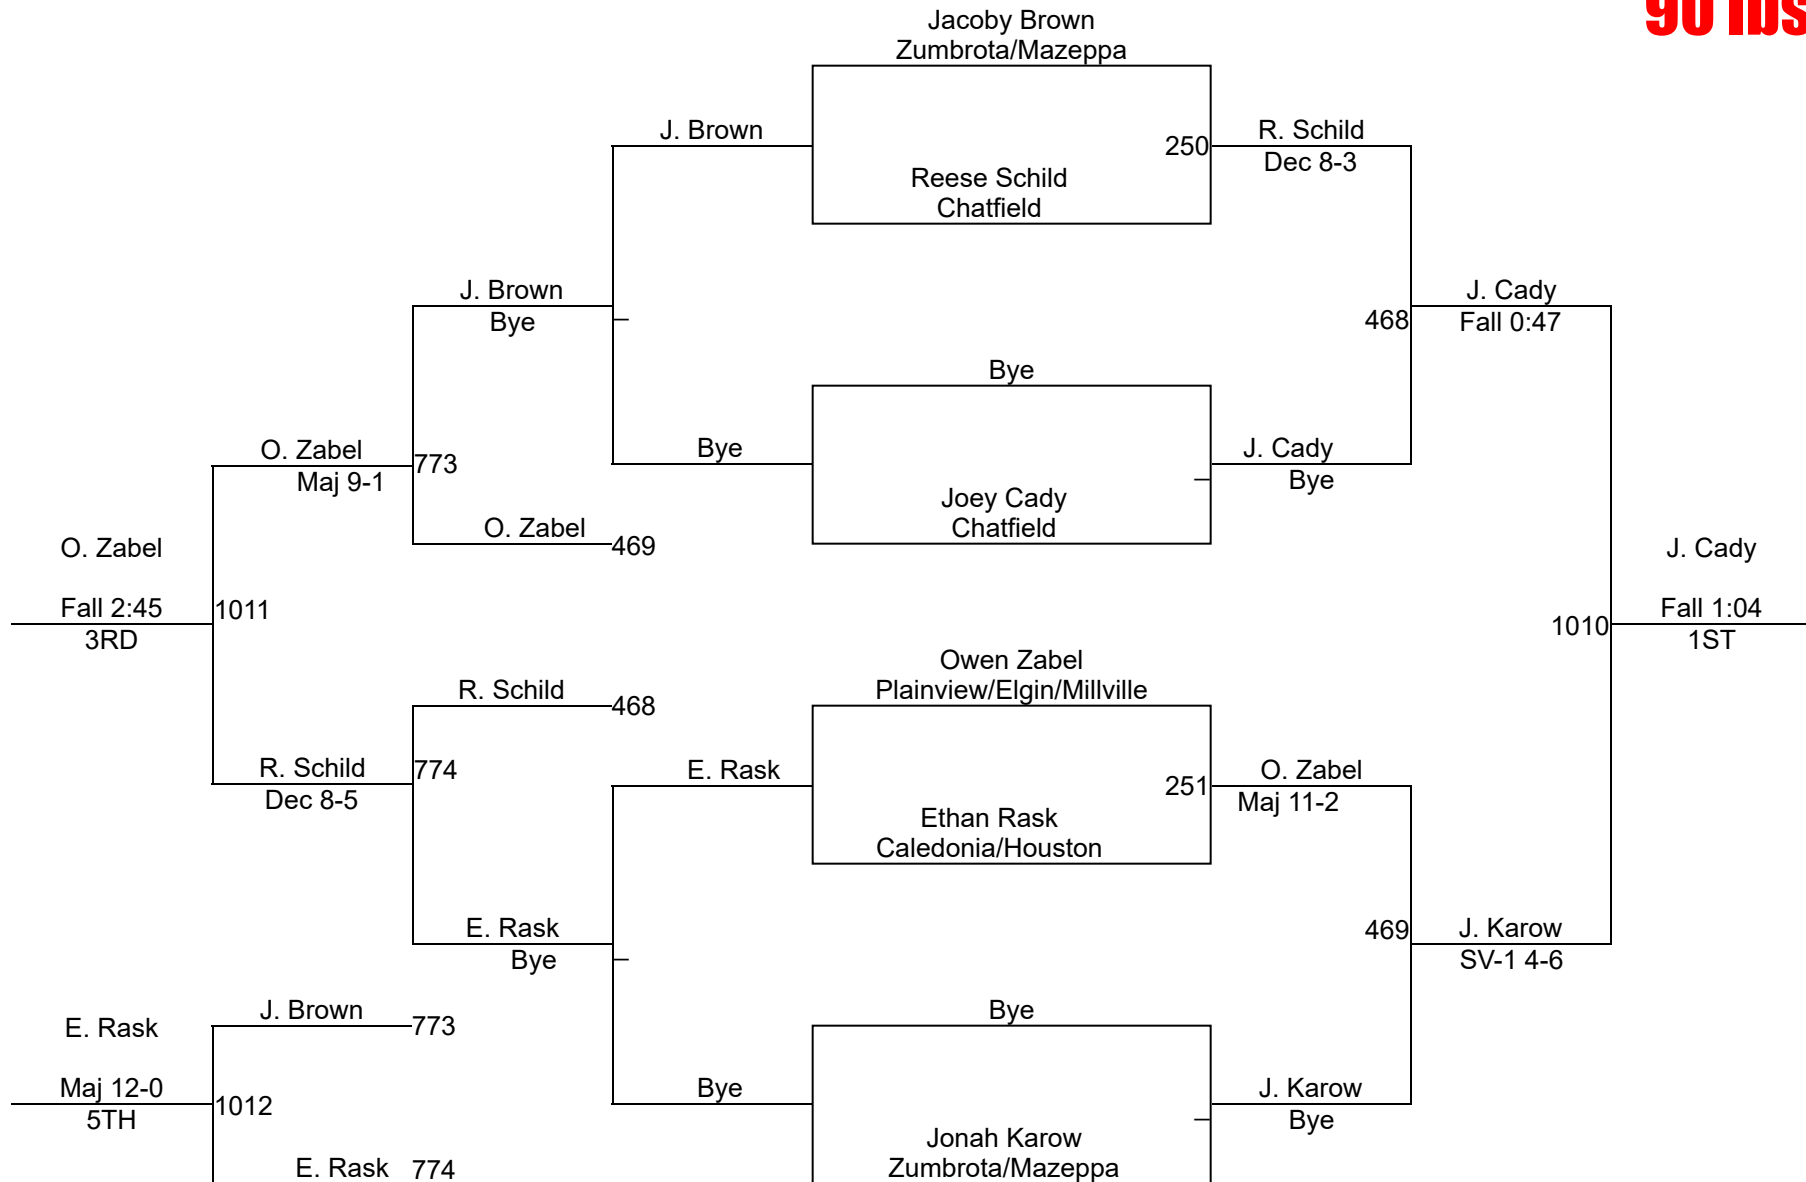 90 lbs
Jacoby Brown
Zumbrota/Mazeppa
J. Brown
250
R. Schild
Dec 8-3
Reese Schild
Chatfield
J. Brown
Bye
468
J. Cady
Fall 0:47
Bye
O. Zabel
Maj 9-1
773
Bye
J. Cady
Bye
Joey Cady
Chatfield
O. Zabel
469
O. Zabel
Fall 2:45
3RD
1011
J. Cady
Fall 1:04
1ST
1010
Owen Zabel
Plainview/Elgin/Millville
R. Schild
468
R. Schild
Dec 8-5
774
E. Rask
251
O. Zabel
Maj 11-2
Ethan Rask
Caledonia/Houston
E. Rask
Bye
469
J. Karow
SV-1 4-6
J. Brown
773
Bye
E. Rask
Maj 12-0
5TH
1012
Bye
J. Karow
Bye
Jonah Karow
Zumbrota/Mazeppa
E. Rask
774